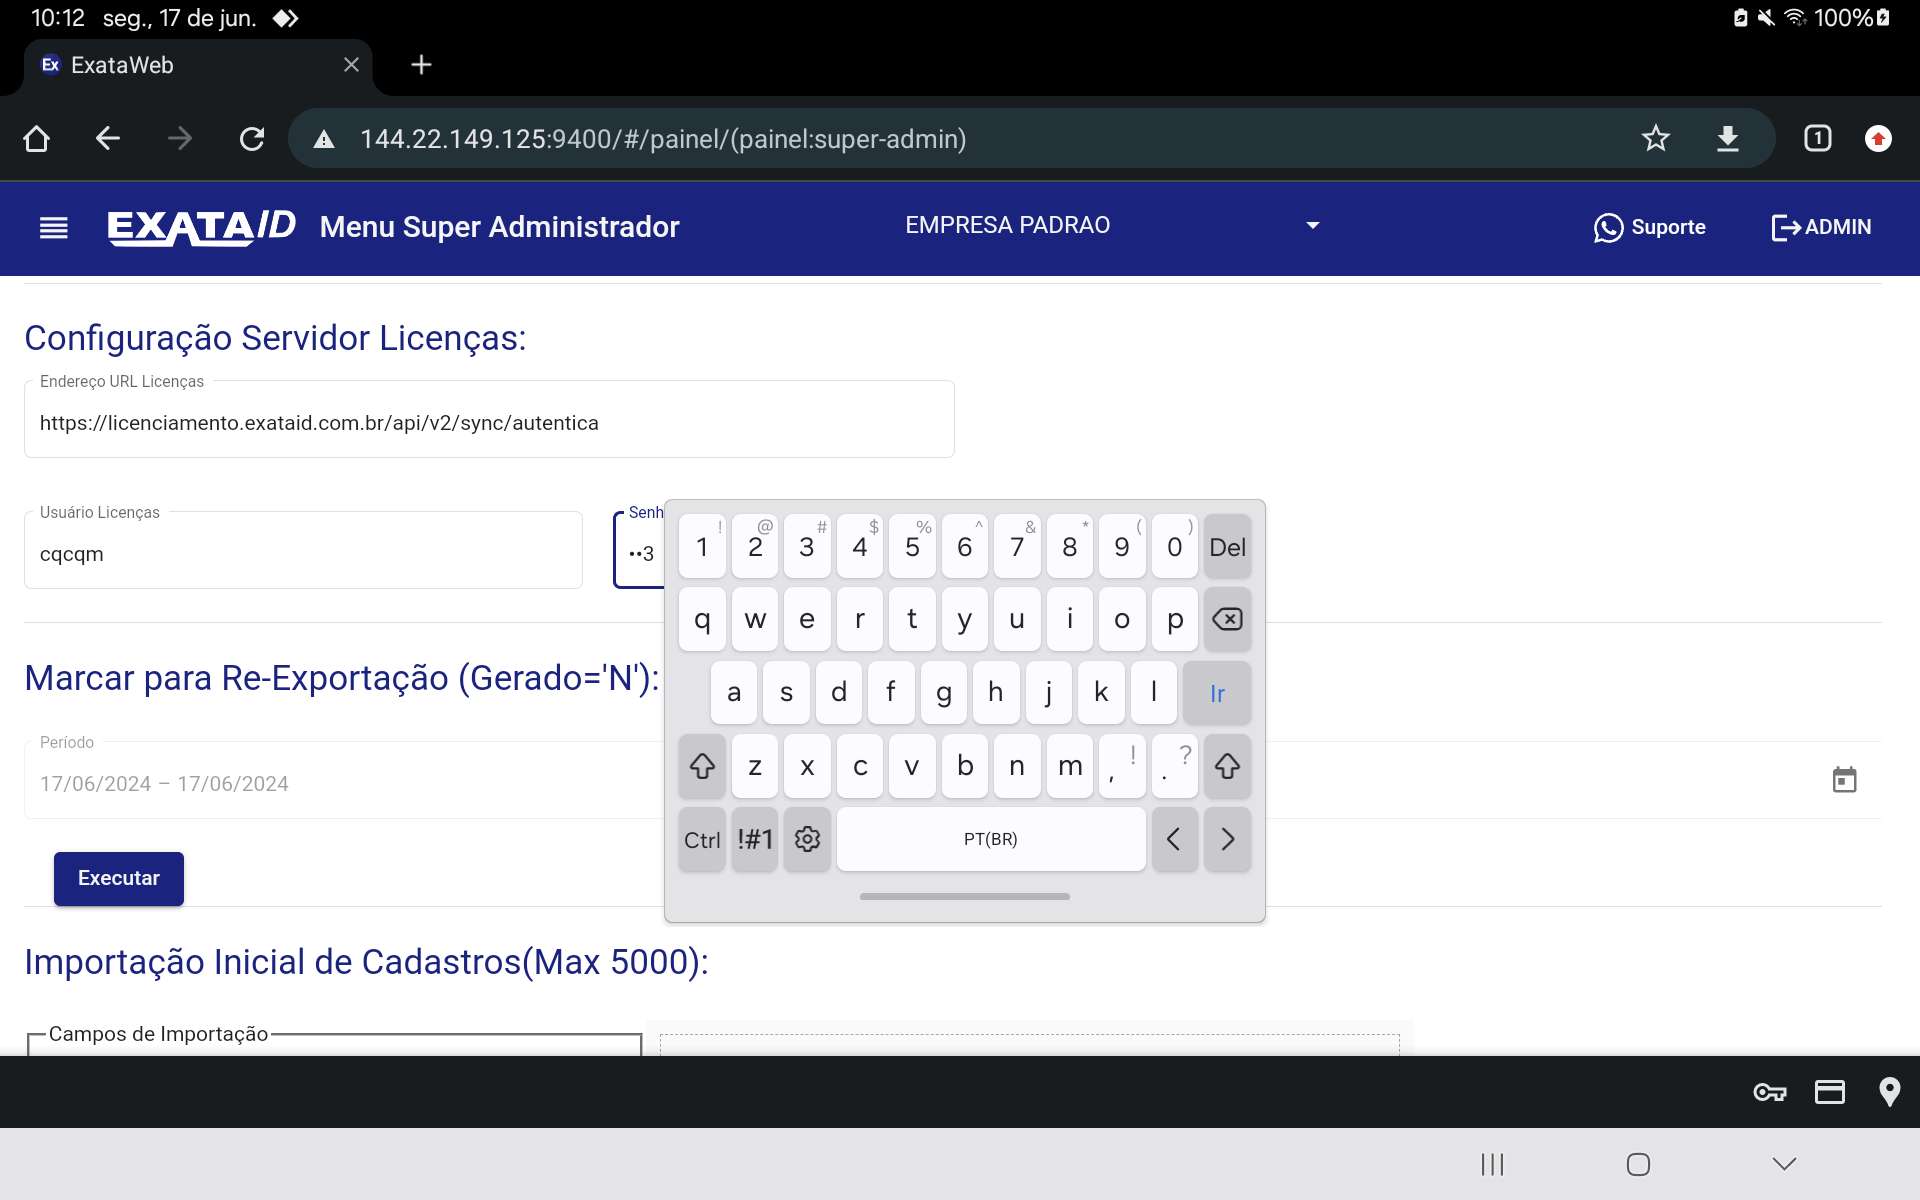 10:12 seg., 17 de jun. 100%
Ex ExataWeb
144.22.149.125:9400/#/painel/(painel:super-admin) 1
EXATAID Menu Super Administrador EMPRESA PADRAO Suporte ADMIN
Configuração Servidor Licenças:
Endereço URL Licenças
https://licenciamento.exataid.com.br/api/v2/sync/autentica
Usuário Licenças
cqcqm
Senh
••3
Marcar para Re-Exportação (Gerado='N'):
Período
17/06/2024 – 17/06/2024
Executar
Importação Inicial de Cadastros(Max 5000):
Campos de Importação
! @ # $ % ^ & * ( )
1 2 3 4 5 6 7 8 9 0 Del
q w e r t y u i o p
a s d f g h j k l Ir
z x c v b n m , ! . ?
Ctrl !#1 PT(BR) < >